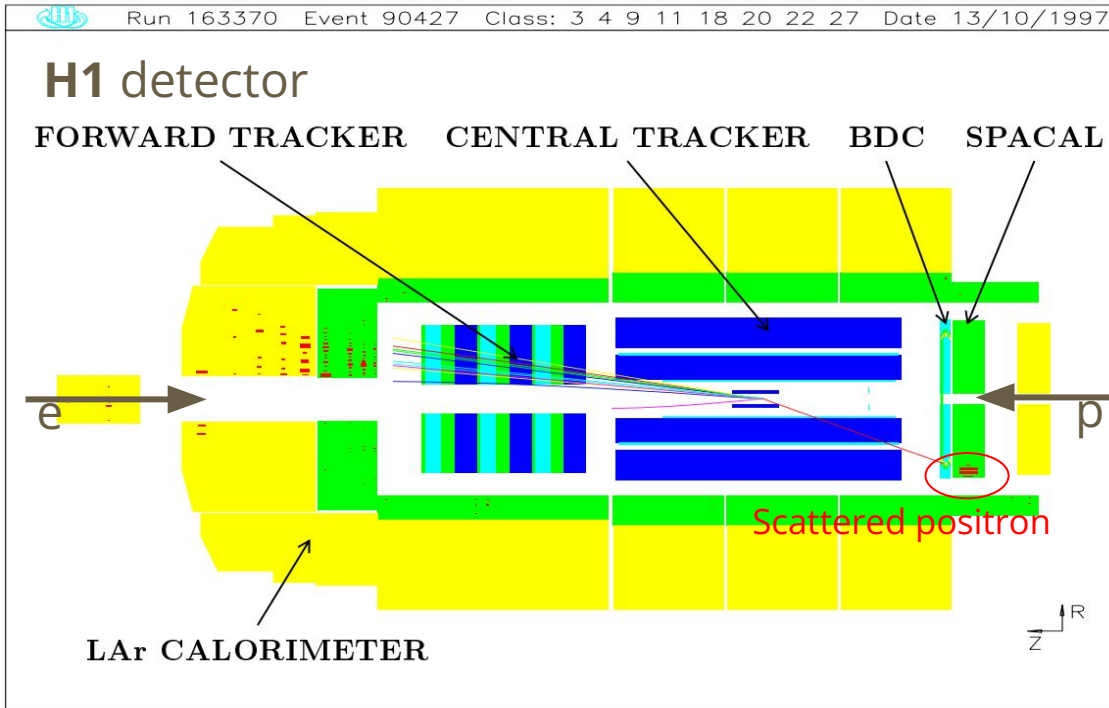 Run 163370 Event 90427 Class: 3 4 9 11 18 20 22 27 Date 13/10/1997
H1 detector
FORWARD TRACKER CENTRAL TRACKER BDC SPACAL
e
p
Scattered positron
R
Z
LAr CALORIMETER